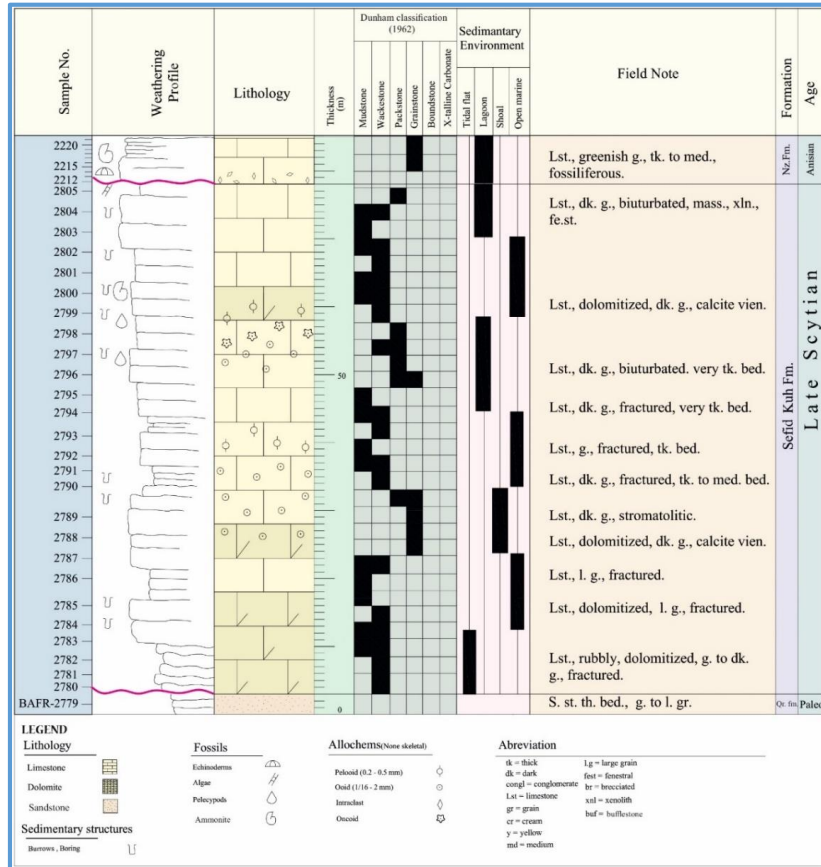 Sample No.
Weathering Profile
Lithology
Thickness (m)
Dunham classification
(1962)
Mudstone
Wackestone
Packstone
Grainstone
Boundstone
X-talline Carbonate
Sedimantary
Environment
Tidal flat
Lagoon
Shoal
Open marine
Field Note
Formation
Age
2220
2215
2212
2805
2804
2803
2802
2801
2800
2799
2798
2797
2796
2795
2794
2793
2792
2791
2790
2789
2787
2786
2785
2784
2783
2782
2781
2780
BAFR-2779
50
0
Lst., greenish g., tk. to med.,
fossiliferous.
Lst., dk. g., biuturbated, mass., xln.,
fe.st.
Lst., dolomitized, dk. g., calcite vien.
Lst., dk. g., biuturbated. very tk. bed.
Lst., dk. g., fractured, very tk. bed.
Lst., g., fractured, tk. bed.
Lst., dk. g., fractured, tk. to med. bed.
Lst., dk. g., stromatolitic.
Lst., dolomitized, dk. g., calcite vien.
Lst., l. g., fractured.
Lst., dolomitized, l. g., fractured.
Lst., rubbly, dolomitized, g. to dk.
g., fractured.
S. st. th. bed., g. to l. gr.
Nz.Fm.
Sefid Kuh Fm.
Qr. fm.
Anisian
Late Scytian
Paleo
LEGEND
Lithology
Limestone
Dolomite
Sandstone
Sedimentary structures
Burrows , Boring
Fossils
Echinoderms
Algae
Pelecypods
Ammonite
Allochems(None skeletal)
Pelooid (0.2 - 0.5 mm)
Ooid (1/16 - 2 mm)
Intraclast
Oncoid
Abreviation
tk = thick
dk = dark
congl = conglomerate
Lst = limestone
gr = grain
cr = cream
y = yellow
md = medium
l.g = large grain
fest = fenestral
br = brecciated
xnl = xenolith
buf = bufflestone